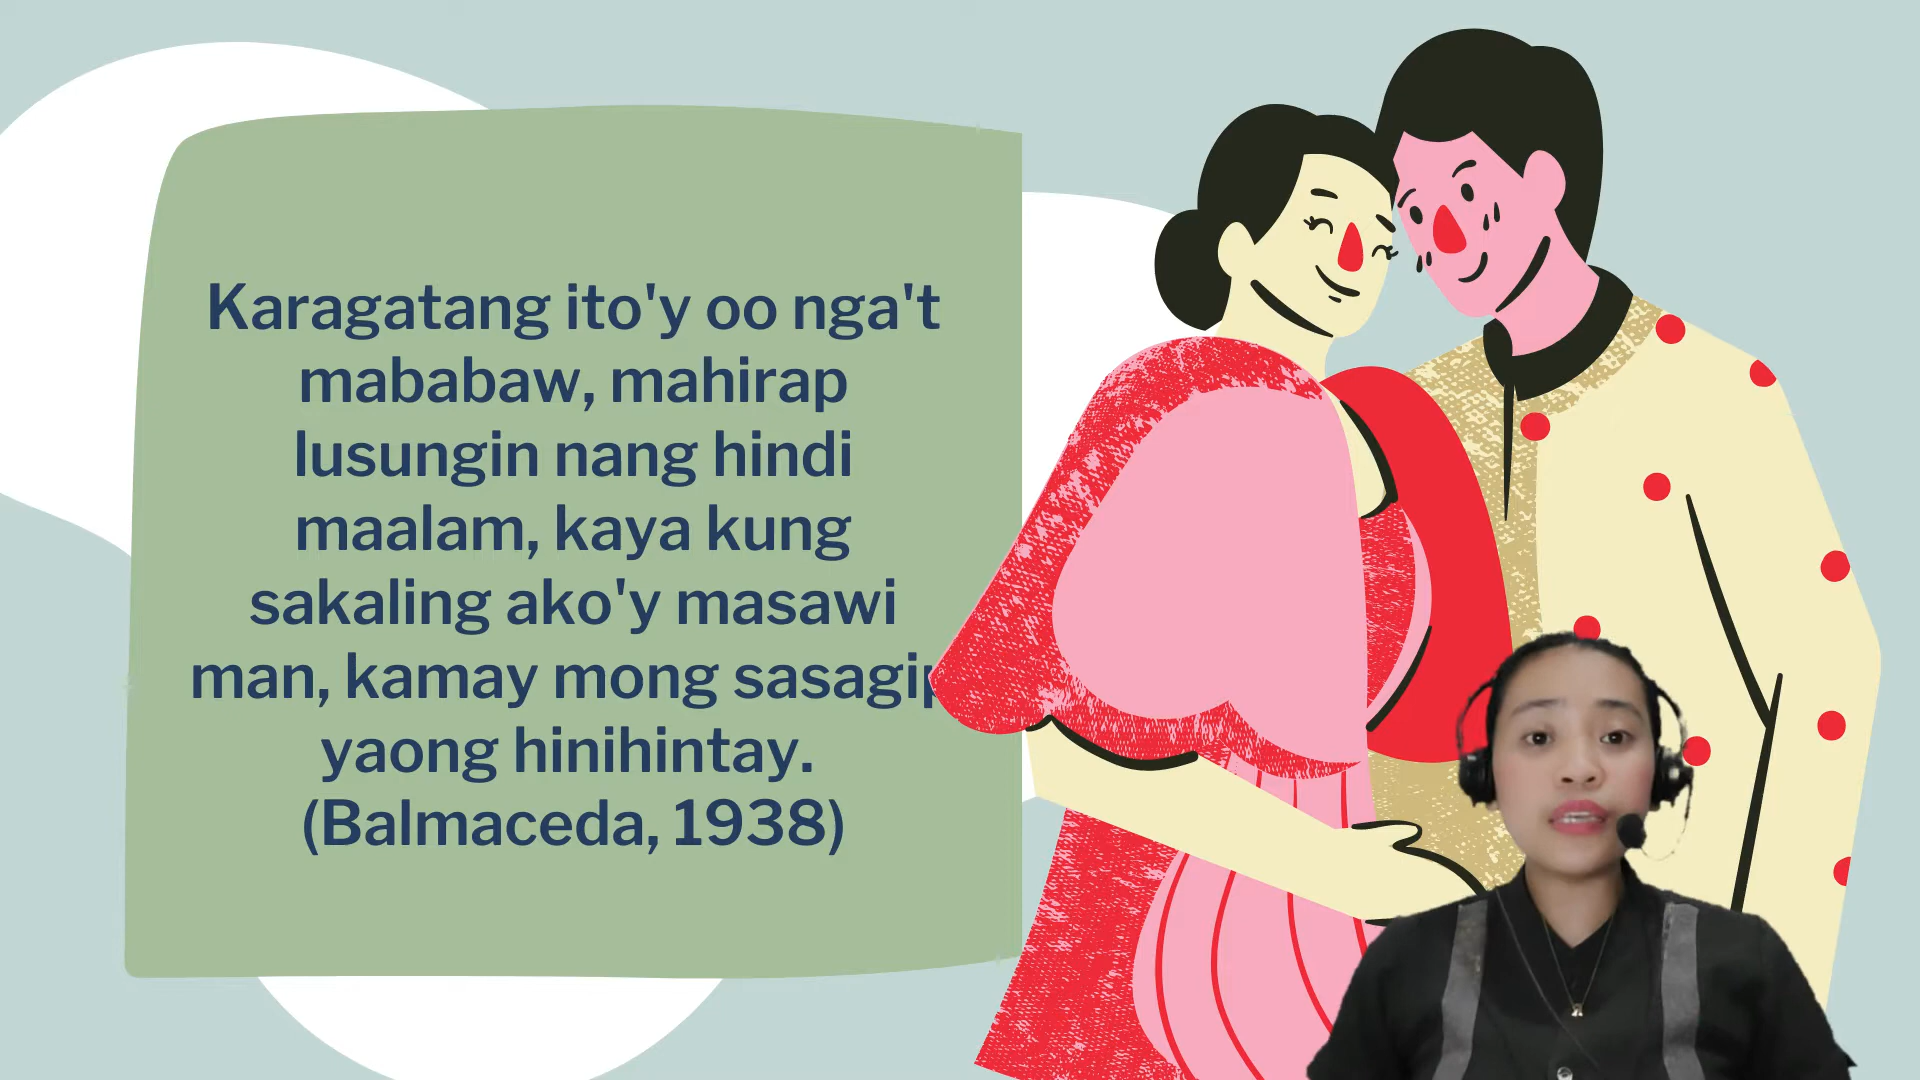 Karagatang ito'y oo nga't
mababaw, mahirap
lusungin nang hindi
maalam, kaya kung
sakaling ako'y masawi
man, kamay mong sasagip
yaong hinihintay.
(Balmaceda, 1938)